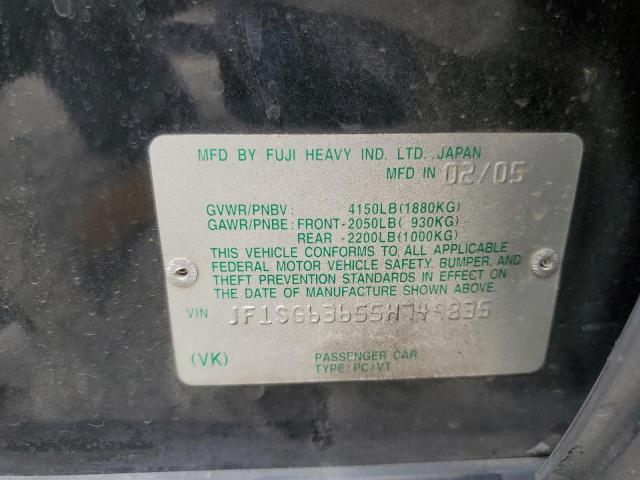 MFD BY FUJI HEAVY IND. LTD. JAPAN
MFD IN 02/05
GVWR/PNBV: 4150LB(1880KG)
GAWR/PNBE: FRONT-2050LB( 930KG)
REAR -2200LB(1000KG)
THIS VEHICLE CONFORMS TO ALL APPLICABLE
FEDERAL MOTOR VEHICLE SAFETY, BUMPER, AND
THEFT PREVENTION STANDARDS IN EFFECT ON
THE DATE OF MANUFACTURE SHOWN ABOVE.
VIN
(VK) PASSENGER CAR
TYPE: PC/VT